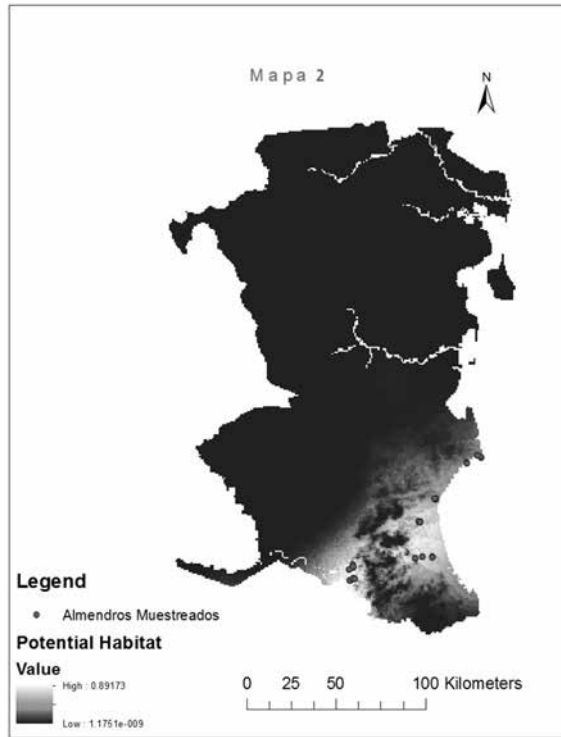 Mapa 2
N
Legend
Almendros Muestreados
Potential Habitat
Value
High : 0.89173
Low : 1.1751e-009
0 25 50 100 Kilometers